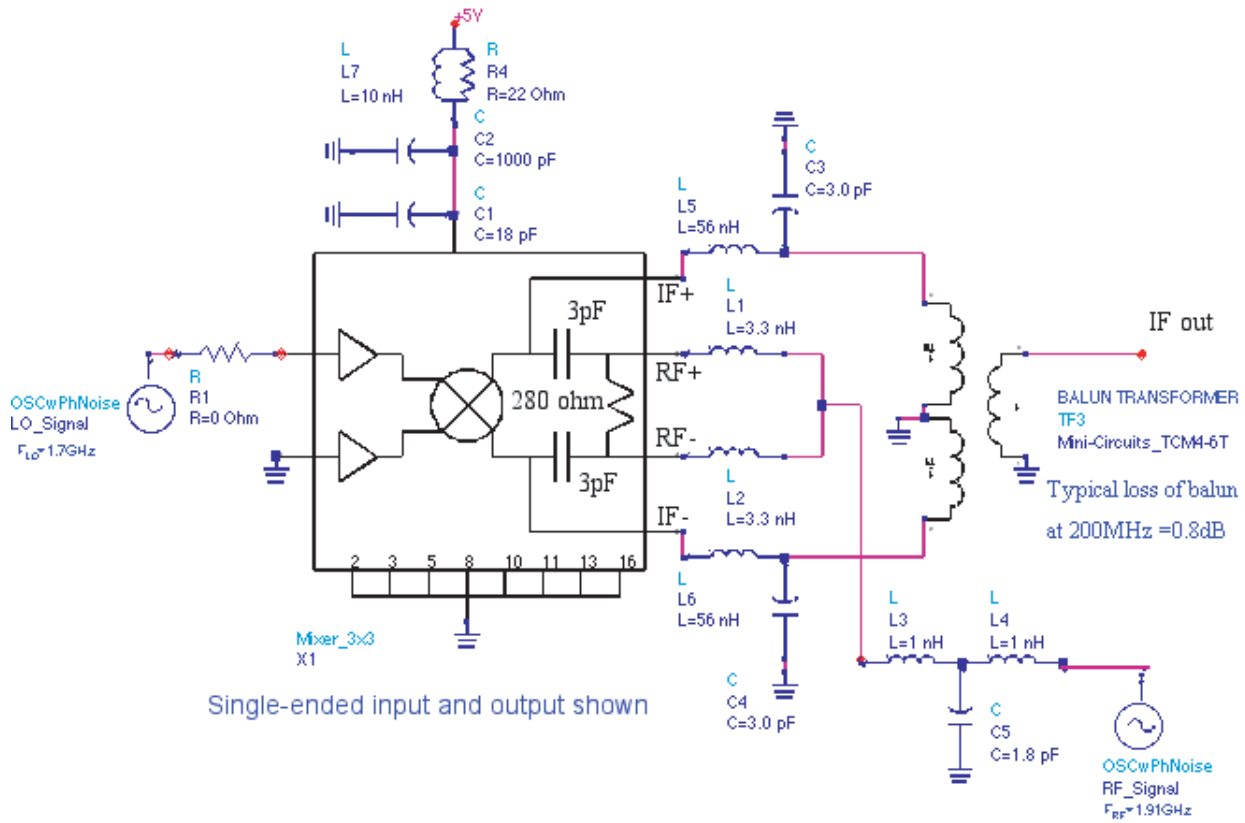 +5V
L
L7
L=10 nH
R
R4
R=22 Ohm
C
C2
C=1000 pF
C
C1
C=18 pF
C
C3
C=3.0 pF
L
L5
L=56 nH
IF+
L
L1
L=3.3 nH
3pF
RF+
280 ohm
RF-
3pF
L
L2
L=3.3 nH
IF-
L
L6
L=56 nH
OSCwPhNoise
LO_Signal
F_LO=1.7GHz
R
R1
R=0 Ohm
2 3 5 8 10 11 13 16
Mixer_3x3
X1
Single-ended input and output shown
C
C4
C=3.0 pF
IF out
BALUN TRANSFORMER
TF3
Mini-Circuits_TCM4-6T
Typical loss of balun
at 200MHz =0.8dB
L
L3
L=1 nH
L
L4
L=1 nH
C
C5
C=1.8 pF
OSCwPhNoise
RF_Signal
F_RF=1.91GHz